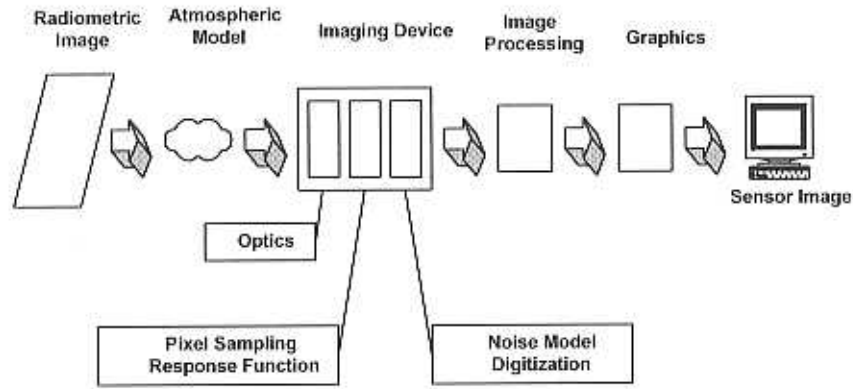 Radiometric
Image
Atmospheric
Model
Imaging Device
Image
Processing
Graphics
Sensor Image
Optics
Pixel Sampling
Response Function
Noise Model
Digitization